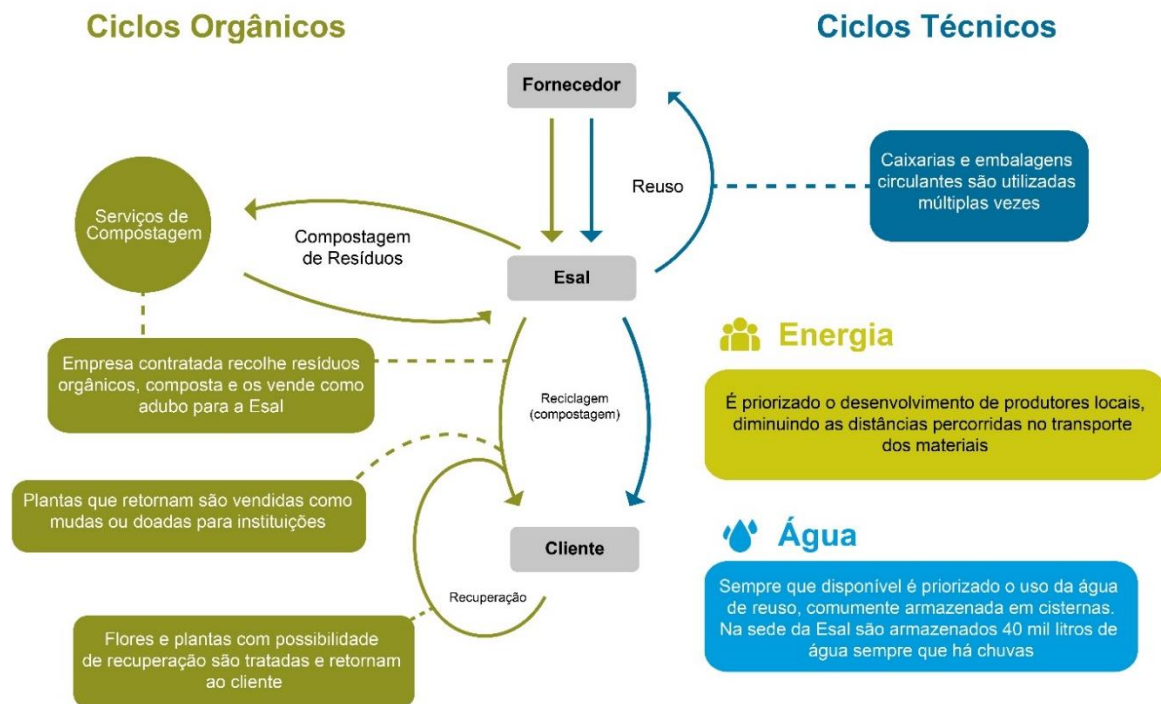 Ciclos Orgânicos
Ciclos Técnicos
Fornecedor
Reuso
Caixarias e embalagens
circulantes são utilizadas
múltiplas vezes
Serviços de
Compostagem
Compostagem
de Resíduos
Esal
Empresa contratada recolhe resíduos
orgânicos, composta e os vende como
adubo para a Esal
Reciclagem
(compostagem)
Energia
É priorizado o desenvolvimento de produtores locais,
diminuindo as distâncias percorridas no transporte
dos materiais
Plantas que retornam são vendidas como
mudas ou doadas para instituições
Cliente
Água
Sempre que disponível é priorizado o uso da água
de reuso, comumente armazenada em cisternas.
Na sede da Esal são armazenados 40 mil litros de
água sempre que há chuvas
Recuperação
Flores e plantas com possibilidade
de recuperação são tratadas e retornam
ao cliente